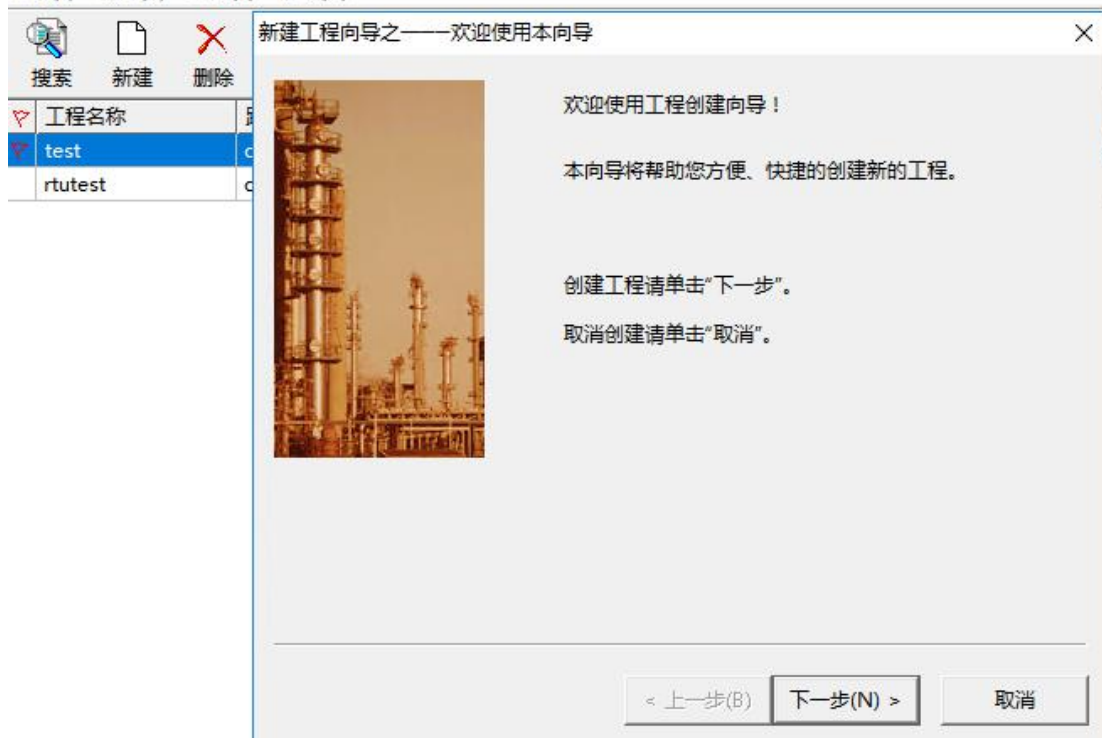 新建工程向导之———欢迎使用本向导
搜索 新建 删除
工程名称
test
rtutest
欢迎使用工程创建向导！
本向导将帮助您方便、快捷的创建新的工程。
创建工程请单击“下一步”。
取消创建请单击“取消”。
< 上一步(B) 下一步(N) > 取消